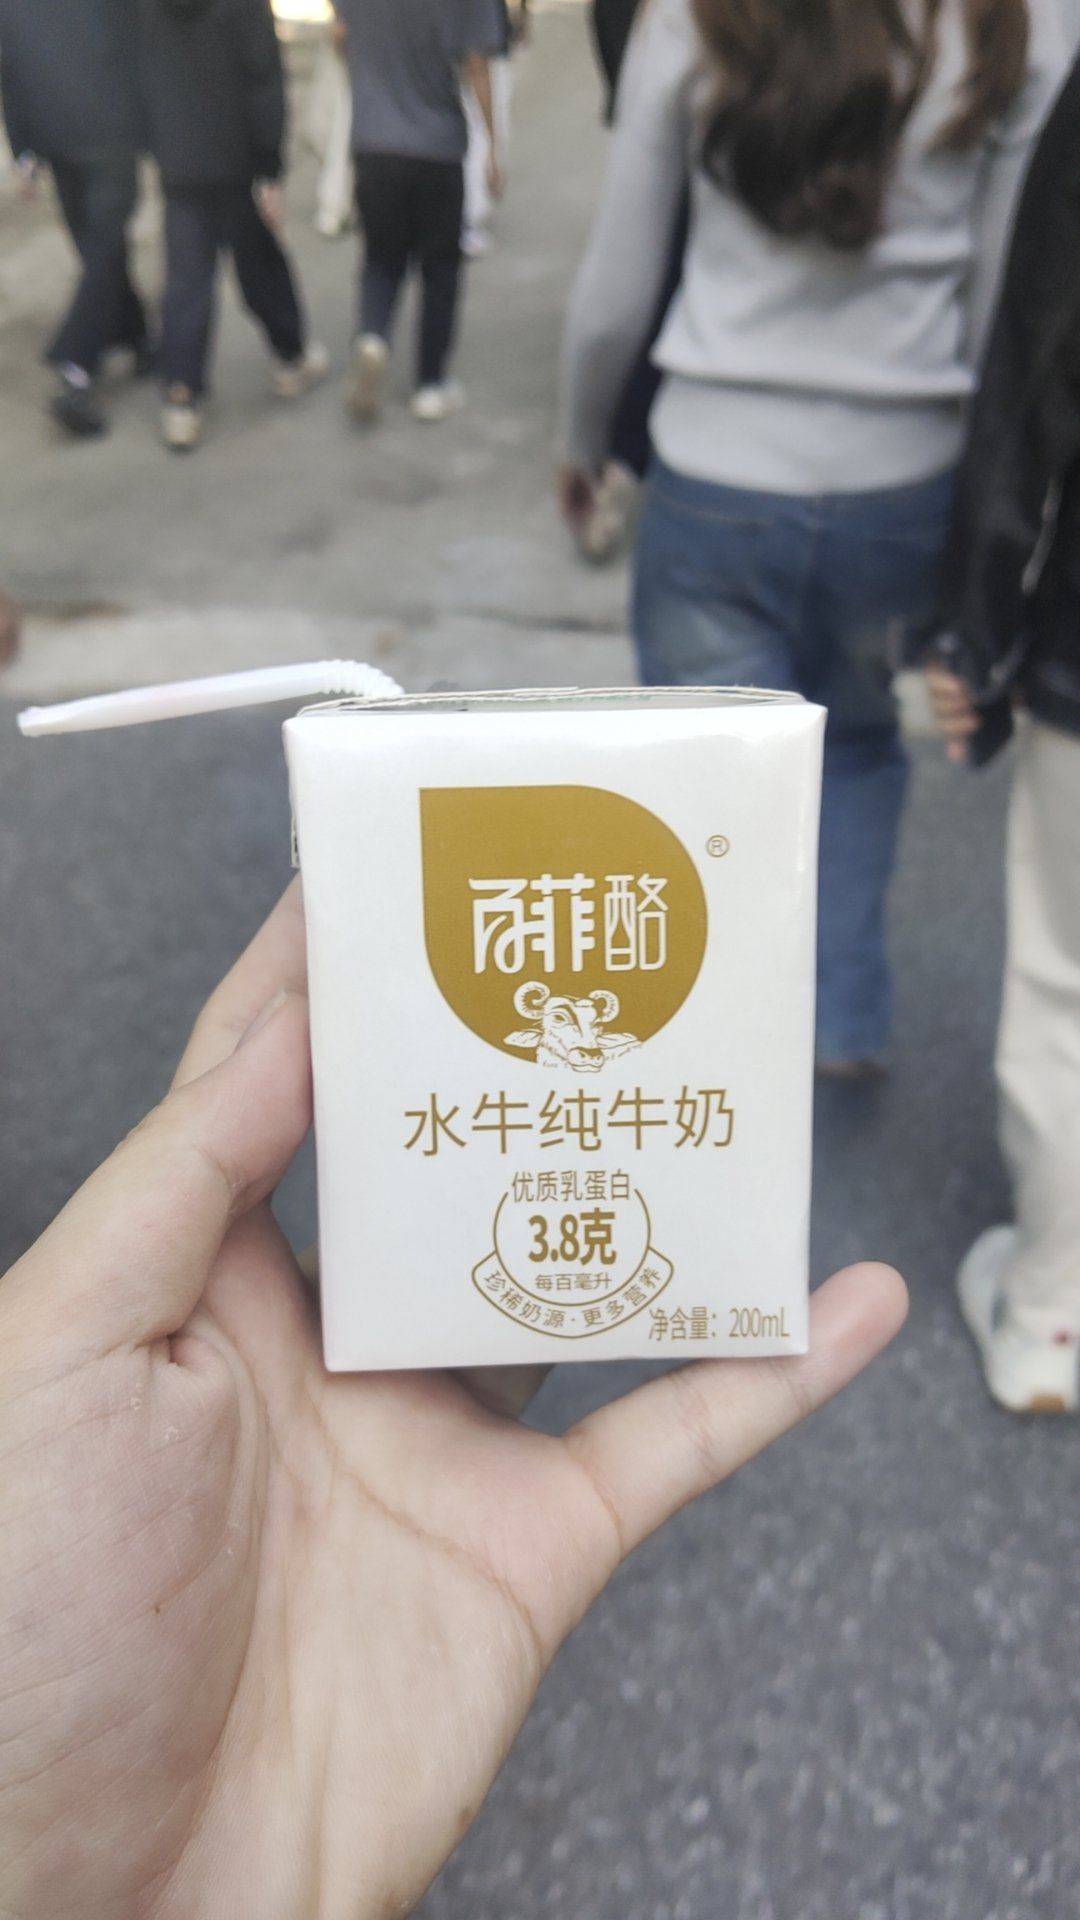 百菲酪
®
水牛纯牛奶
优质乳蛋白
3.8克
每百毫升
珍稀奶源·更多营养
净含量：200mL